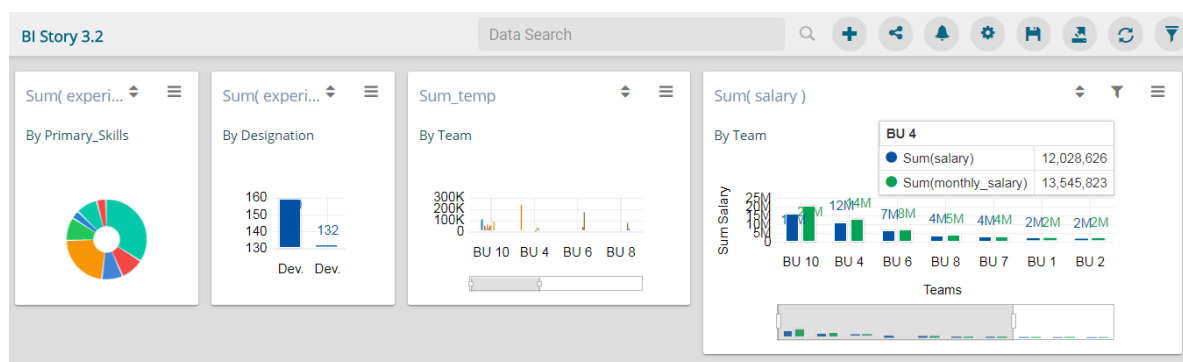 BI Story 3.2
Data Search
Sum( experi...
By Primary_Skills
Sum( experi...
By Designation
160
150
140
130
132
Dev. Dev.
Sum_temp
By Team
300K
200K
100K
0
BU 10 BU 4 BU 6 BU 8
Sum( salary )
By Team
BU 4
Sum(salary) 12,028,626
Sum(monthly_salary) 13,545,823
Sum Salary
25M
20M
15M
10M
5M
0
12M 14M
7M 8M
4M 5M
4M 4M
2M 2M
2M 2M
BU 10 BU 4 BU 6 BU 8 BU 7 BU 1 BU 2
Teams